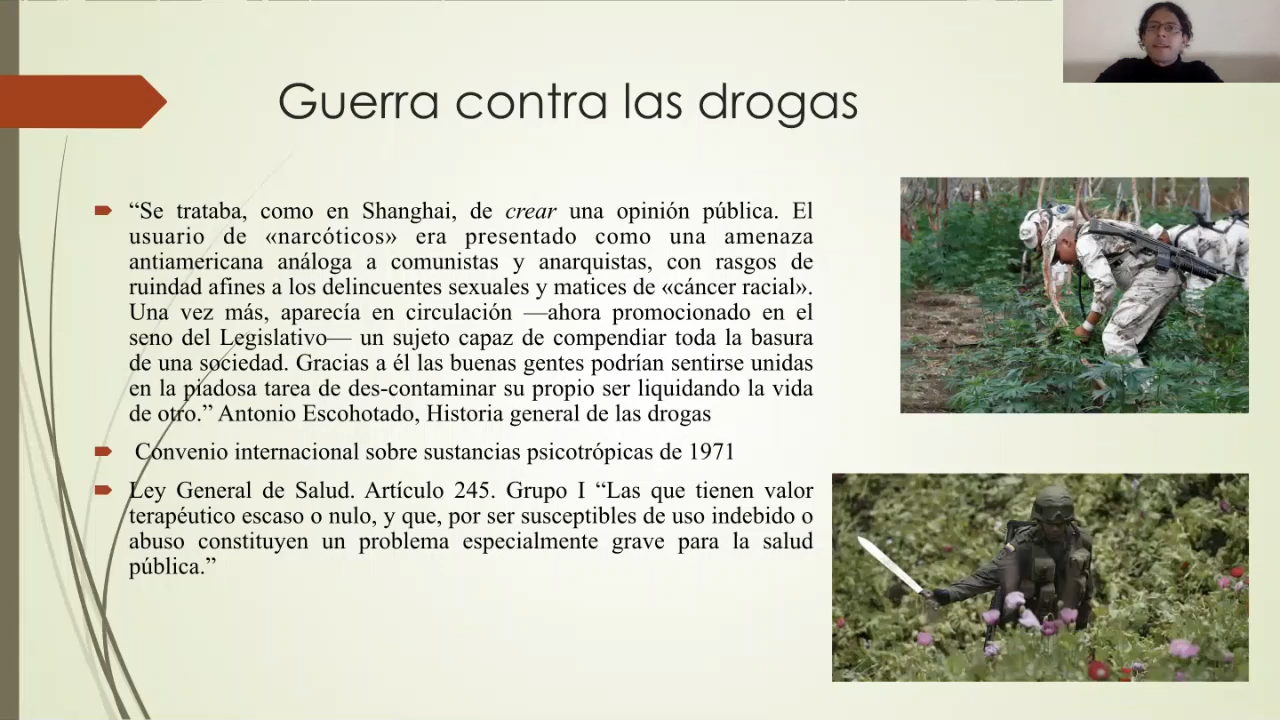 Guerra contra las drogas
“Se trataba, como en Shanghai, de crear una opinión pública. El
usuario de «narcóticos» era presentado como una amenaza
antiamericana análoga a comunistas y anarquistas, con rasgos de
ruindad afines a los delincuentes sexuales y matices de «cáncer racial».
Una vez más, aparecía en circulación —ahora promocionado en el
seno del Legislativo— un sujeto capaz de compendiar toda la basura
de una sociedad. Gracias a él las buenas gentes podrían sentirse unidas
en la piadosa tarea de des-contaminar su propio ser liquidando la vida
de otro.” Antonio Escohotado, Historia general de las drogas
Convenio internacional sobre sustancias psicotrópicas de 1971
Ley General de Salud. Artículo 245. Grupo I “Las que tienen valor
terapéutico escaso o nulo, y que, por ser susceptibles de uso indebido o
abuso constituyen un problema especialmente grave para la salud
pública.”